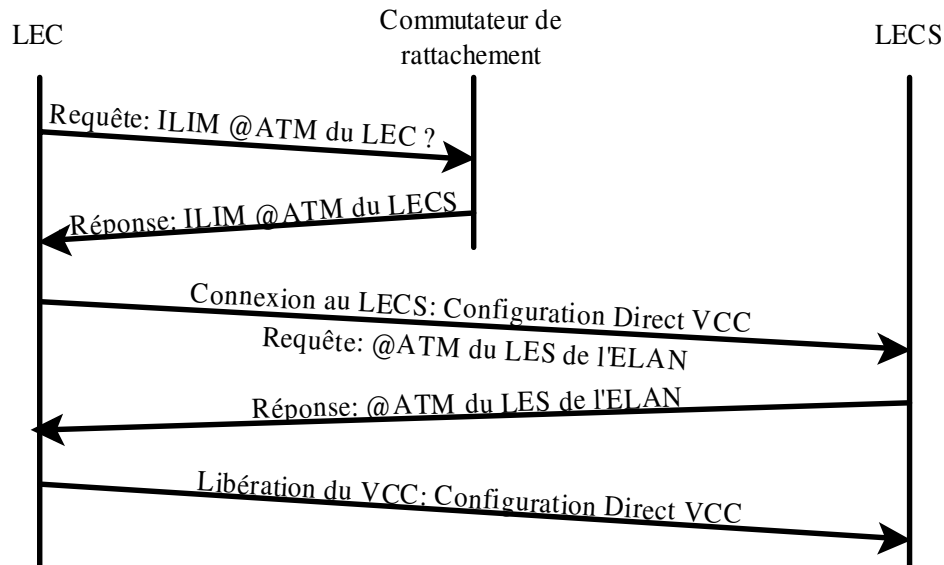 LEC
Commutateur de
rattachement
LECS
Requête: ILIM @ATM du LEC ?
Réponse: ILIM @ATM du LECS
Connexion au LECS: Configuration Direct VCC
Requête: @ATM du LES de l'ELAN
Réponse: @ATM du LES de l'ELAN
Libération du VCC: Configuration Direct VCC